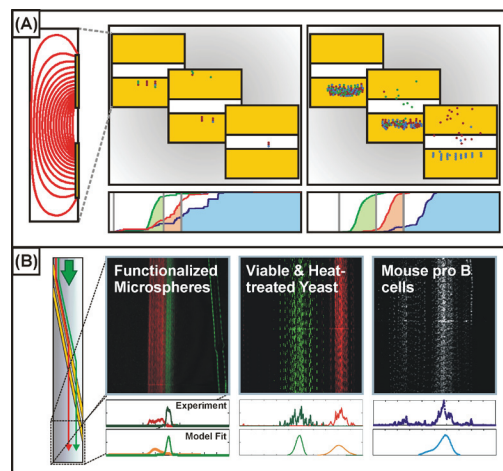 (A)
(B)
Functionalized
Microspheres
Viable & Heat-
treated Yeast
Mouse pro B
cells
Experiment
Model Fit